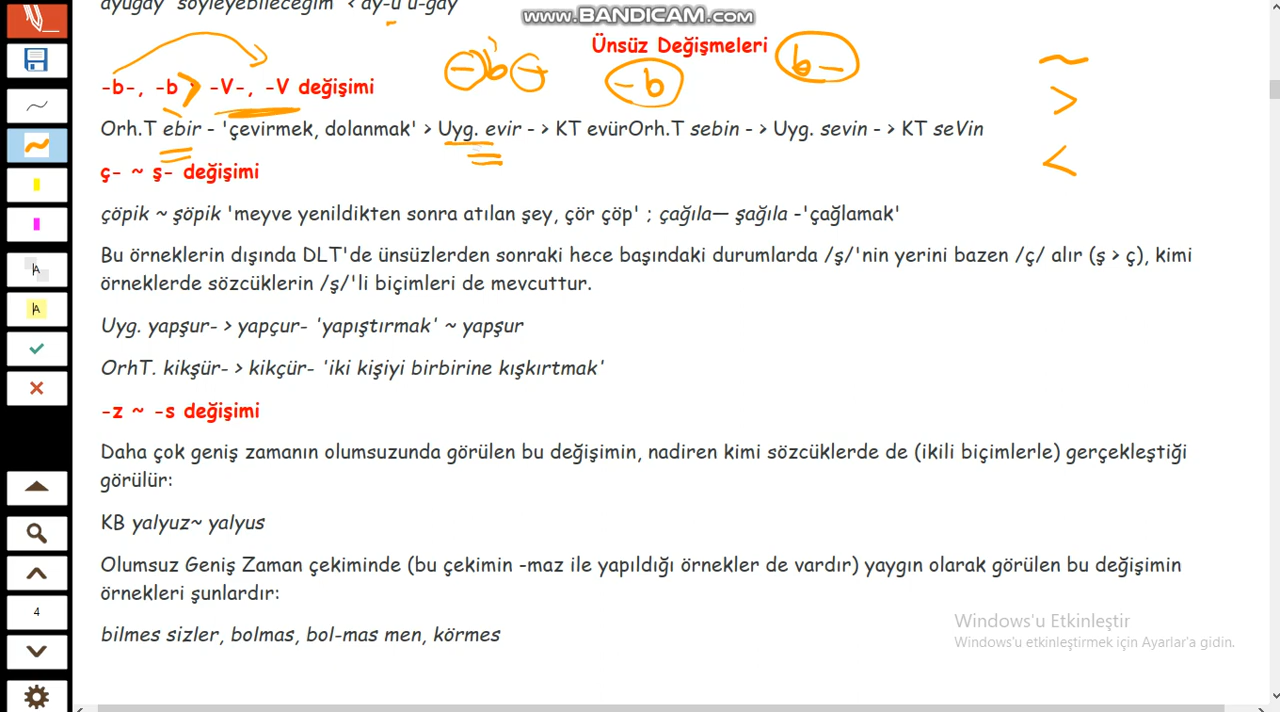 ayugay 'söyleyebileceğim' < ay-u u-gay
www.BANDICAM.com
Ünsüz Değişmeleri
-b-, -b > -V-, -V değişimi
-b-
-b
b-
~
>
<
Orh.T ebir - 'çevirmek, dolanmak' > Uyg. evir - > KT evürOrh.T sebin - > Uyg. sevin - > KT seVin
ç- ~ ş- değişimi
çöpik ~ şöpik 'meyve yenildikten sonra atılan şey, çör çöp' ; çağıla— şağıla -'çağlamak'
Bu örneklerin dışında DLT'de ünsüzlerden sonraki hece başındaki durumlarda /ş/'nin yerini bazen /ç/ alır (ş > ç), kimi
örneklerde sözcüklerin /ş/'li biçimleri de mevcuttur.
Uyg. yapşur- > yapçur- 'yapıştırmak' ~ yapşur
OrhT. kikşür- > kikçür- 'iki kişiyi birbirine kışkırtmak'
-z ~ -s değişimi
Daha çok geniş zamanın olumsuzunda görülen bu değişimin, nadiren kimi sözcüklerde de (ikili biçimlerle) gerçekleştiği
görülür:
KB yalyuz~ yalyus
Olumsuz Geniş Zaman çekiminde (bu çekimin -maz ile yapıldığı örnekler de vardır) yaygın olarak görülen bu değişimin
örnekleri şunlardır:
bilmes sizler, bolmas, bol-mas men, körmes
4
Windows'u Etkinleştir
Windows'u etkinleştirmek için Ayarlar'a gidin.